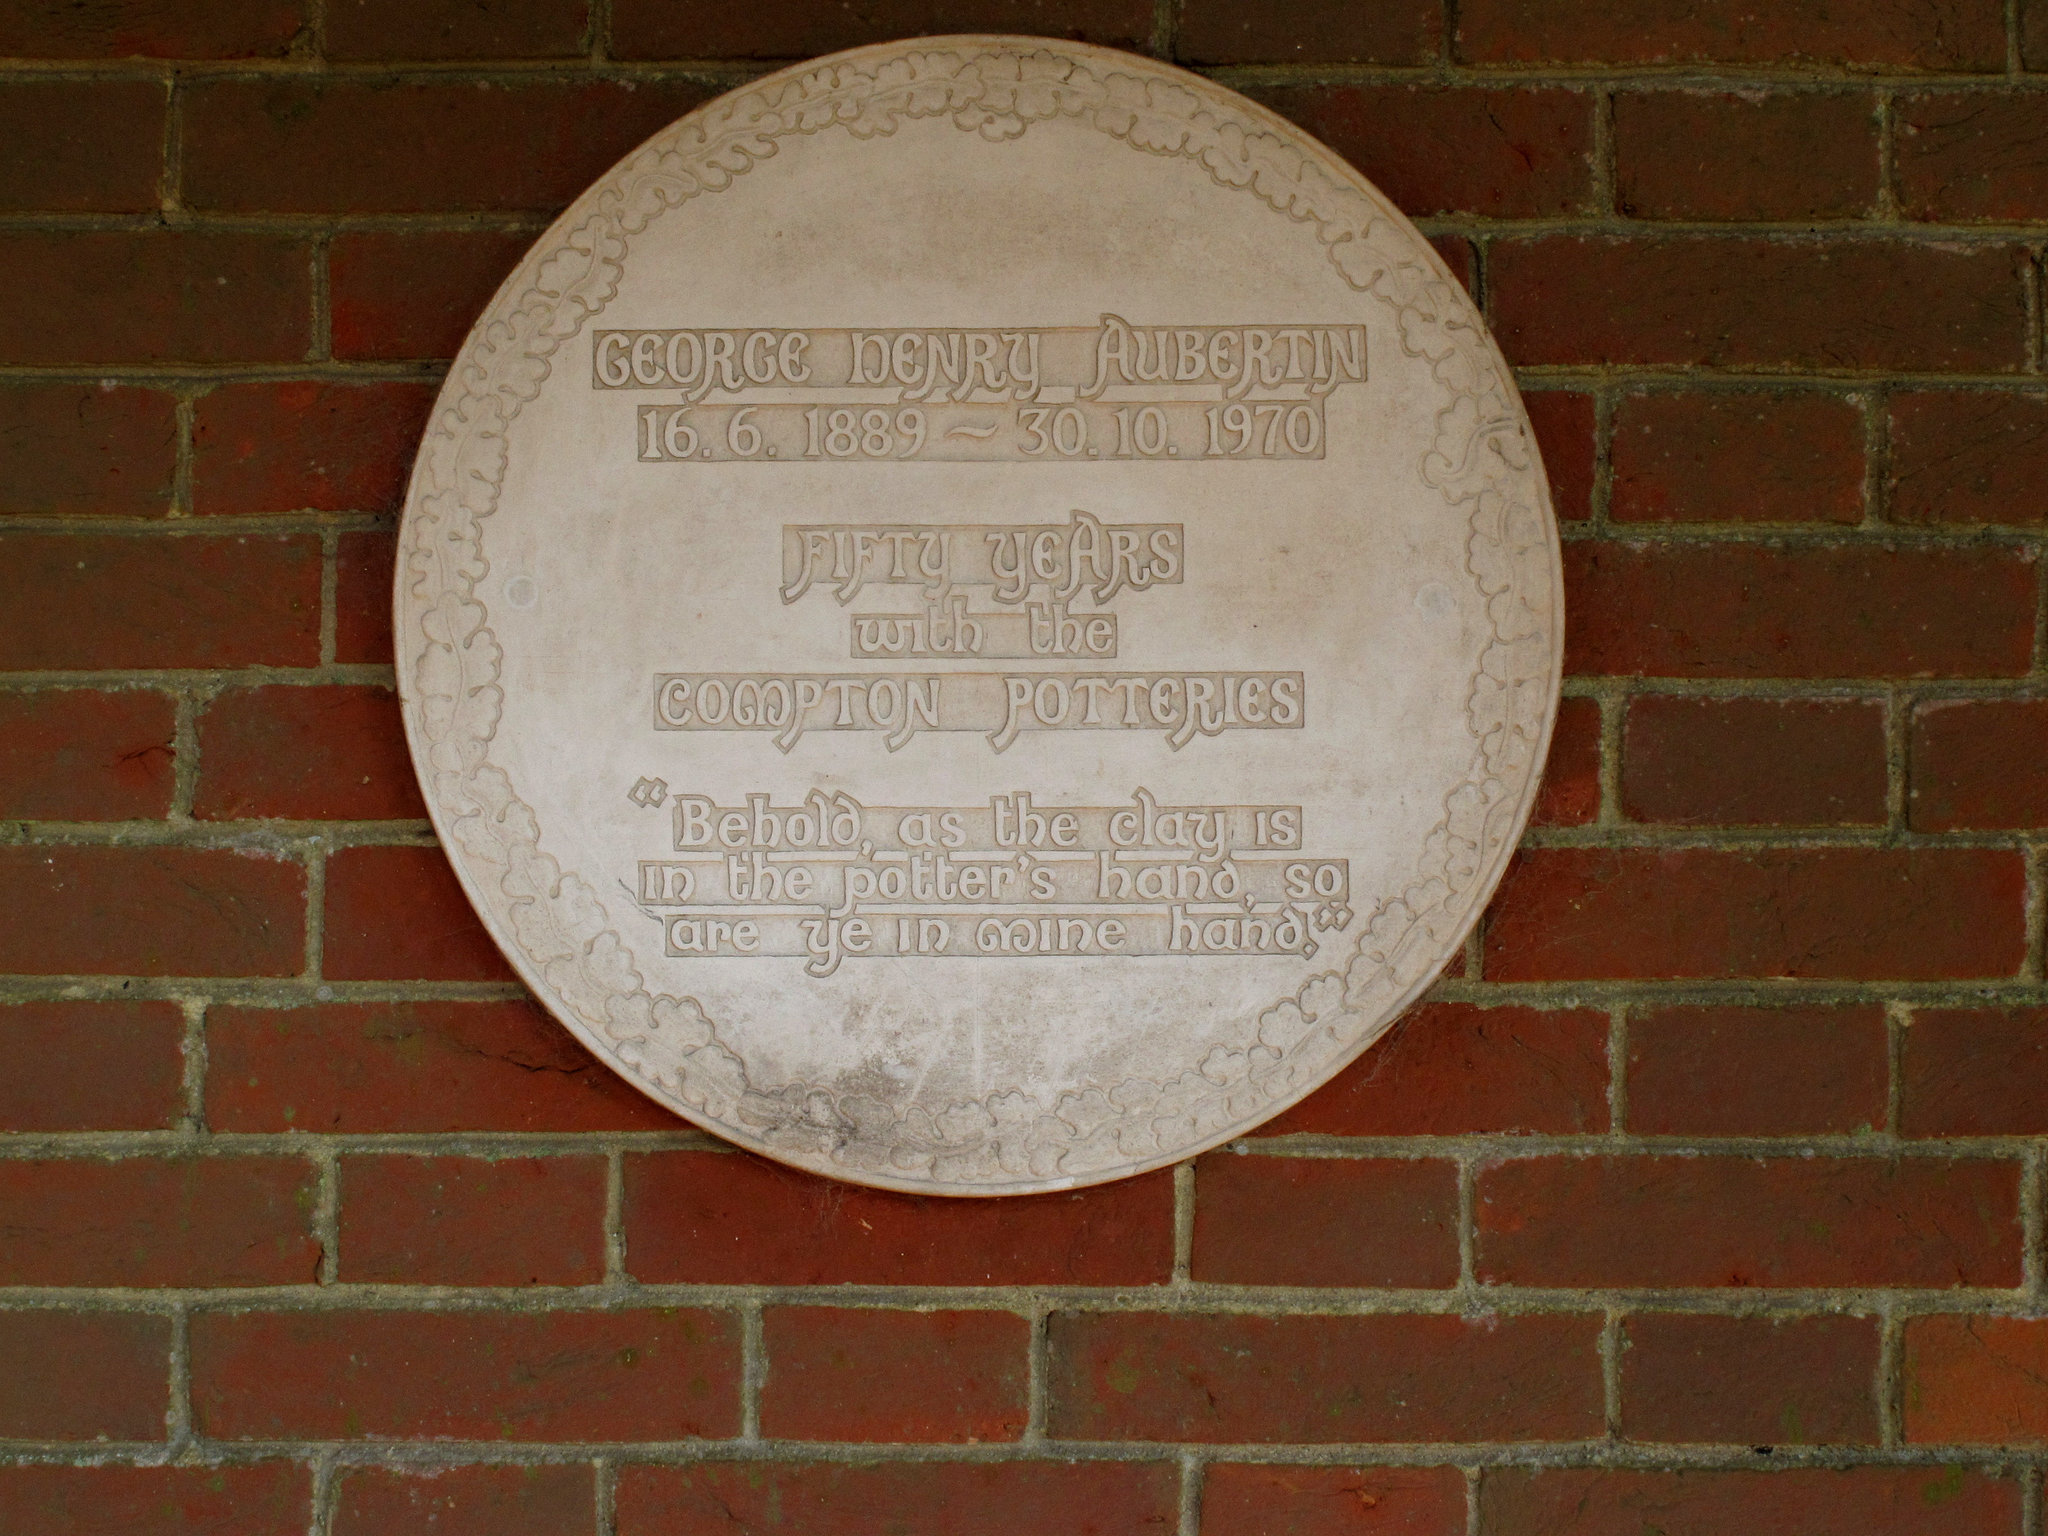 GEORGE HENRY AUBERTIN
16. 6. 1889 ~ 30. 10. 1970
FIFTY YEARS
with the
COMPTON POTTERIES
“Behold, as the clay is
in the potter's hand, so
are ye in mine hand.”